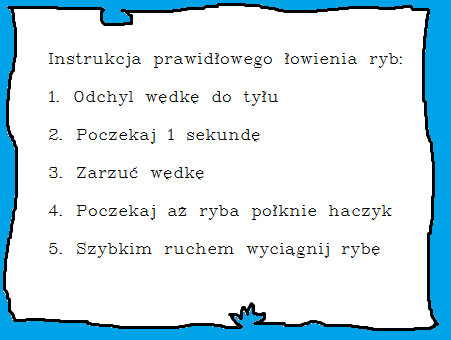 Instrukcja prawidłowego łowienia ryb:
1. Odchyl wędkę do tyłu
2. Poczekaj 1 sekundę
3. Zarzuć wędkę
4. Poczekaj aż ryba połknie haczyk
5. Szybkim ruchem wyciągnij rybę